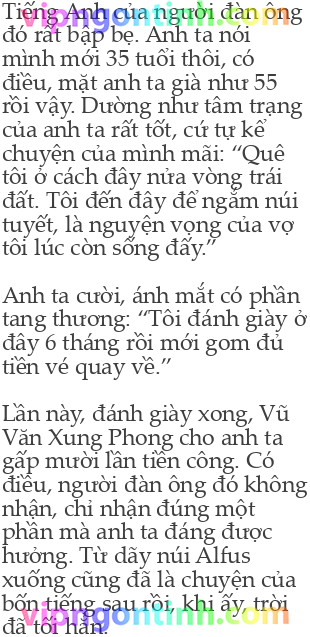 Tiếng Anh của người đàn ông
đó rất bập bẹ. Anh ta nói
mình mới 35 tuổi thôi, có
điều, mặt anh ta già như 55
rồi vậy. Dường như tâm trạng
của anh ta rất tốt, cứ tự kể
chuyện của mình mãi: “Quê
tôi ở cách đây nửa vòng trái
đất. Tôi đến đây để ngắm núi
tuyết, là nguyện vọng của vợ
tôi lúc còn sống đấy.”
Anh ta cười, ánh mắt có phần
tang thương: “Tôi đánh giày ở
đây 6 tháng rồi mới gom đủ
tiền vé quay về.”
Lần này, đánh giày xong, Vũ
Văn Xung Phong cho anh ta
gấp mười lần tiền công. Có
điều, người đàn ông đó không
nhận, chỉ nhận đúng một
phần mà anh ta đáng được
hưởng. Từ dãy núi Alfus
xuống cũng đã là chuyện của
bốn tiếng sau rồi, khi ấy, trời
đã tối hẳn.
vipngontinh.com
vipngontinh.com